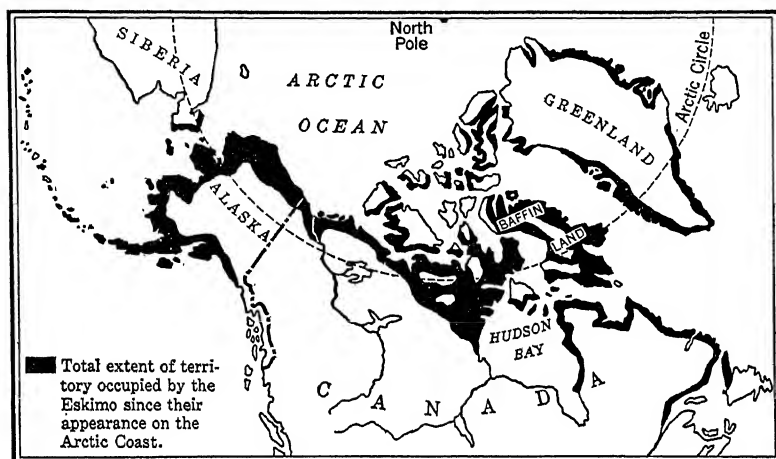 North
Pole
SIBERIA
ARCTIC
OCEAN
GREENLAND
Arctic Circle
ALASKA
BAFFIN
LAND
HUDSON
BAY
CANADA
Total extent of terri-
tory occupied by the
Eskimo since their
appearance on the
Arctic Coast.